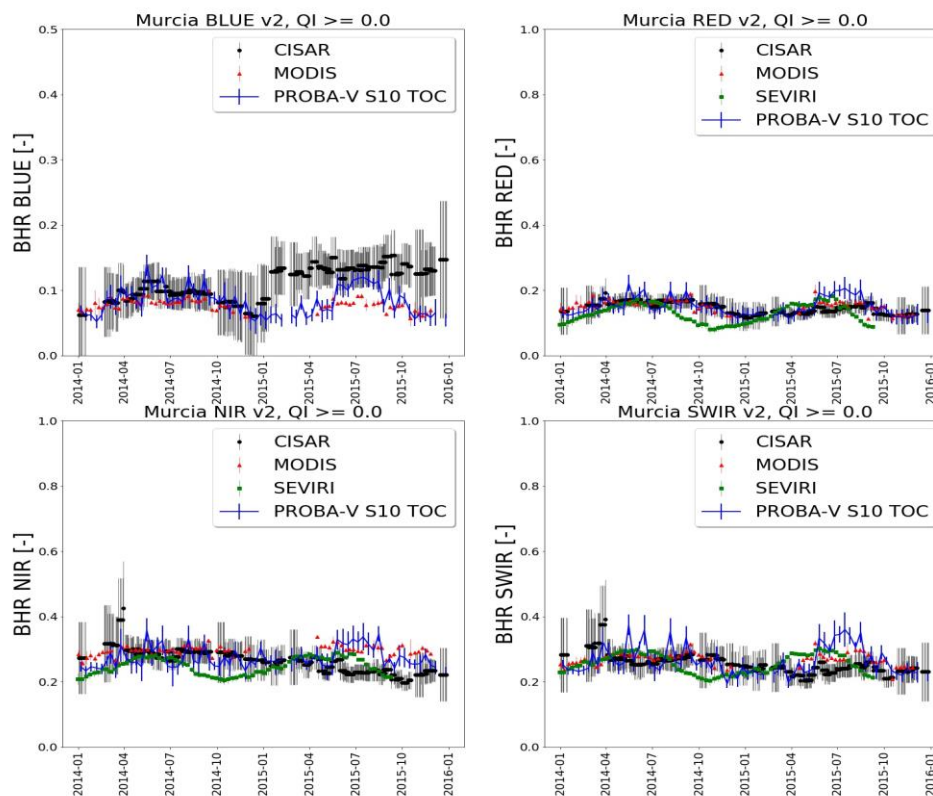 Murcia BLUE v2, QI >= 0.0
BHR BLUE [-]
0.5
0.4
0.3
0.2
0.1
0.0
CISAR
MODIS
PROBA-V S10 TOC
2014-01
2014-04
2014-07
2014-10
2015-01
2015-04
2015-07
2015-10
2016-01
Murcia RED v2, QI >= 0.0
BHR RED [-]
1.0
0.8
0.6
0.4
0.2
0.0
CISAR
MODIS
SEVIRI
PROBA-V S10 TOC
2014-01
2014-04
2014-07
2014-10
2015-01
2015-04
2015-07
2015-10
2016-01
Murcia NIR v2, QI >= 0.0
BHR NIR [-]
1.0
0.8
0.6
0.4
0.2
0.0
CISAR
MODIS
SEVIRI
PROBA-V S10 TOC
2014-01
2014-04
2014-07
2014-10
2015-01
2015-04
2015-07
2015-10
2016-01
Murcia SWIR v2, QI >= 0.0
BHR SWIR [-]
1.0
0.8
0.6
0.4
0.2
0.0
CISAR
MODIS
SEVIRI
PROBA-V S10 TOC
2014-01
2014-04
2014-07
2014-10
2015-01
2015-04
2015-07
2015-10
2016-01